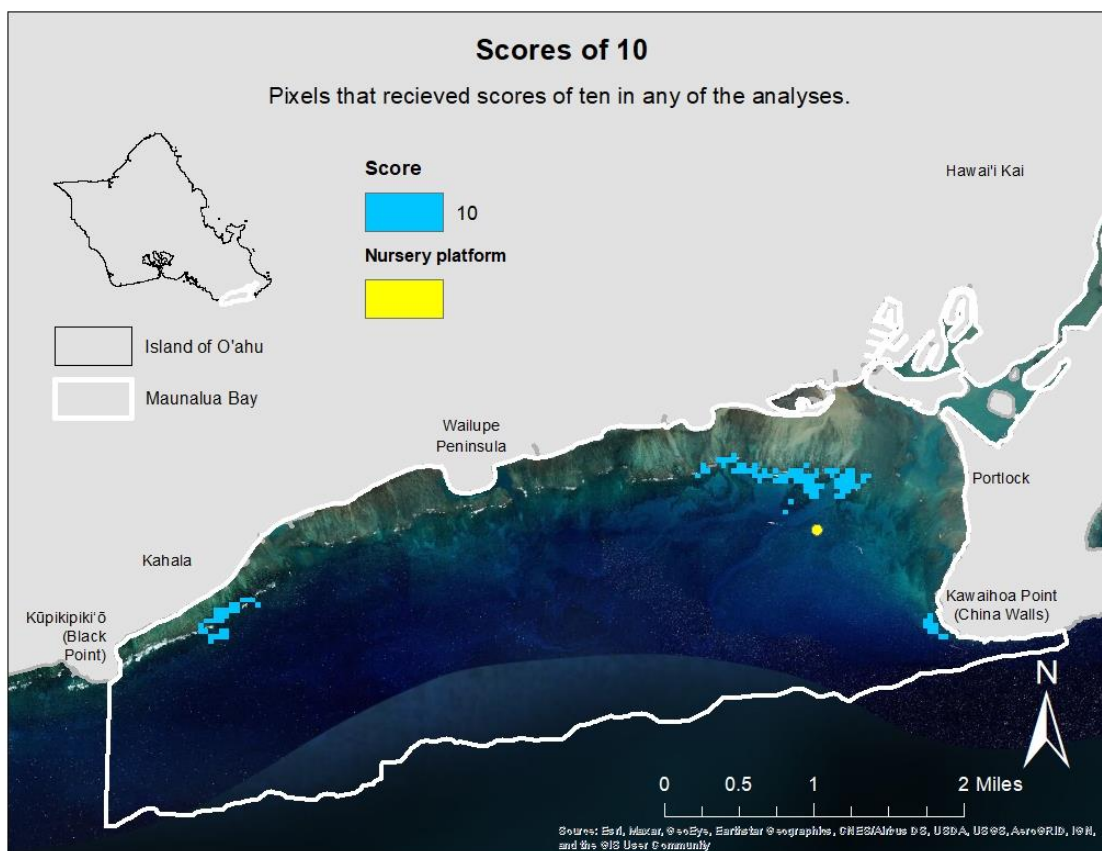 Scores of 10
Pixels that recieved scores of ten in any of the analyses.
Score
10
Nursery platform
Island of O'ahu
Maunalua Bay
Hawai'i Kai
Wailupe
Peninsula
Portlock
Kahala
Kūpikipiki‘ō
(Black
Point)
Kawaihoa Point
(China Walls)
N
0 0.5 1 2 Miles
Source: Esri, Maxar, GeoEye, Earthstar Geographics, CNES/Airbus DS, USDA, USGS, AeroGRID, IGN,
and the GIS User Community